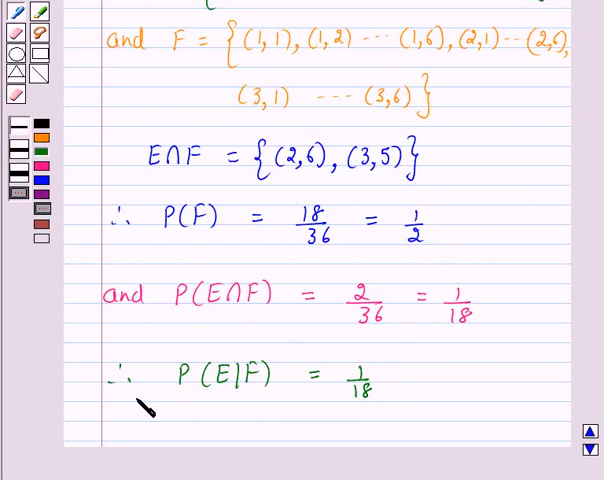 and F = {(1,1), (1,2) ---- (1,6), (2,1)--(2,6),
(3,1) --- (3,6)}
E∩F = {(2,6), (3,5)}
∴ P(F) = 18/36 = 1/2
and P(E∩F) = 2/36 = 1/18
∴ P(E|F) = 1/18